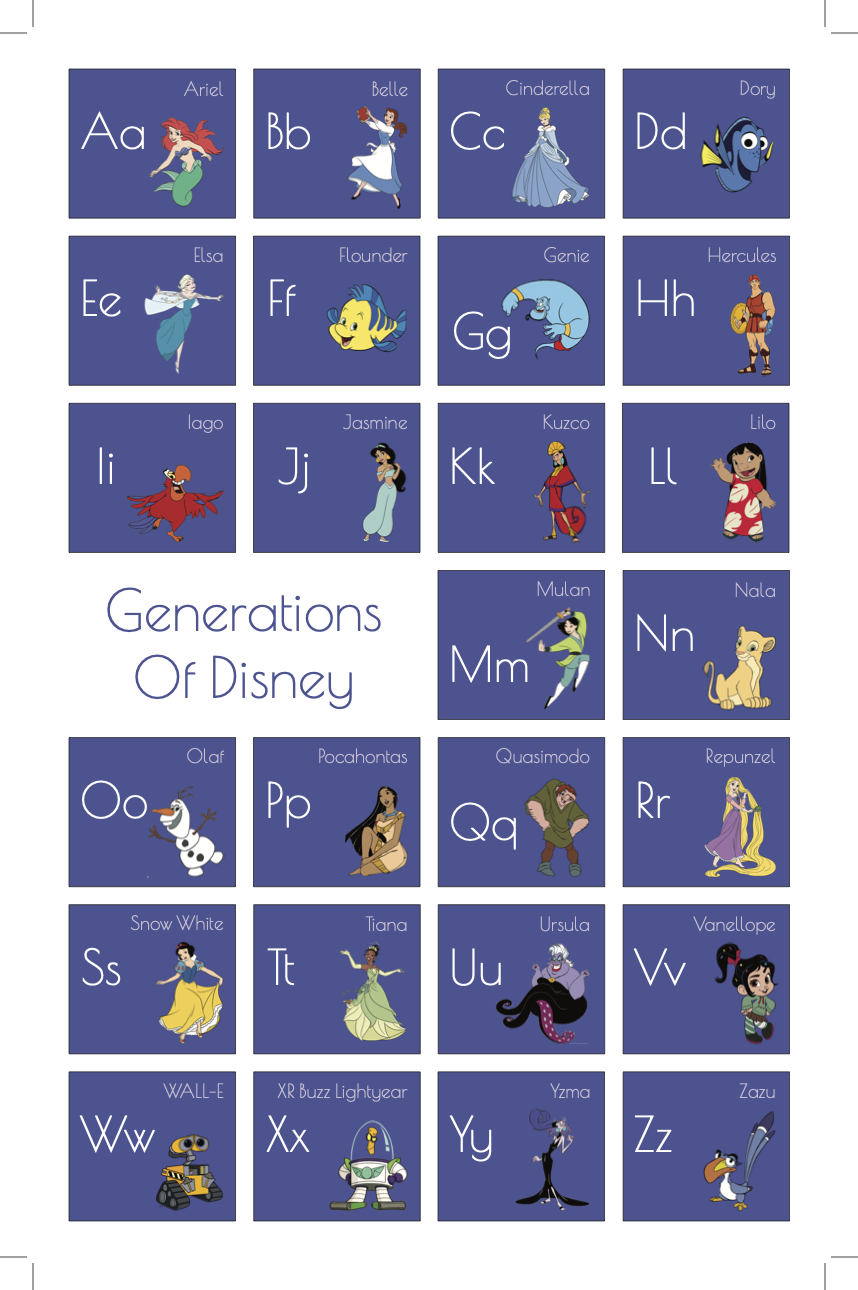 Ariel
Aa
Belle
Bb
Cinderella
Cc
Dory
Dd
Elsa
Ee
Flounder
Ff
Genie
Gg
Hercules
Hh
Iago
Ii
Jasmine
Jj
Kuzco
Kk
Lilo
Ll
Generations
Of Disney
Mulan
Mm
Nala
Nn
Olaf
Oo
Pocahontas
Pp
Quasimodo
Qq
Repunzel
Rr
Snow White
Ss
Tiana
Tt
Ursula
Uu
Vanellope
Vv
WALL-E
Ww
XR Buzz Lightyear
Xx
Yzma
Yy
Zazu
Zz